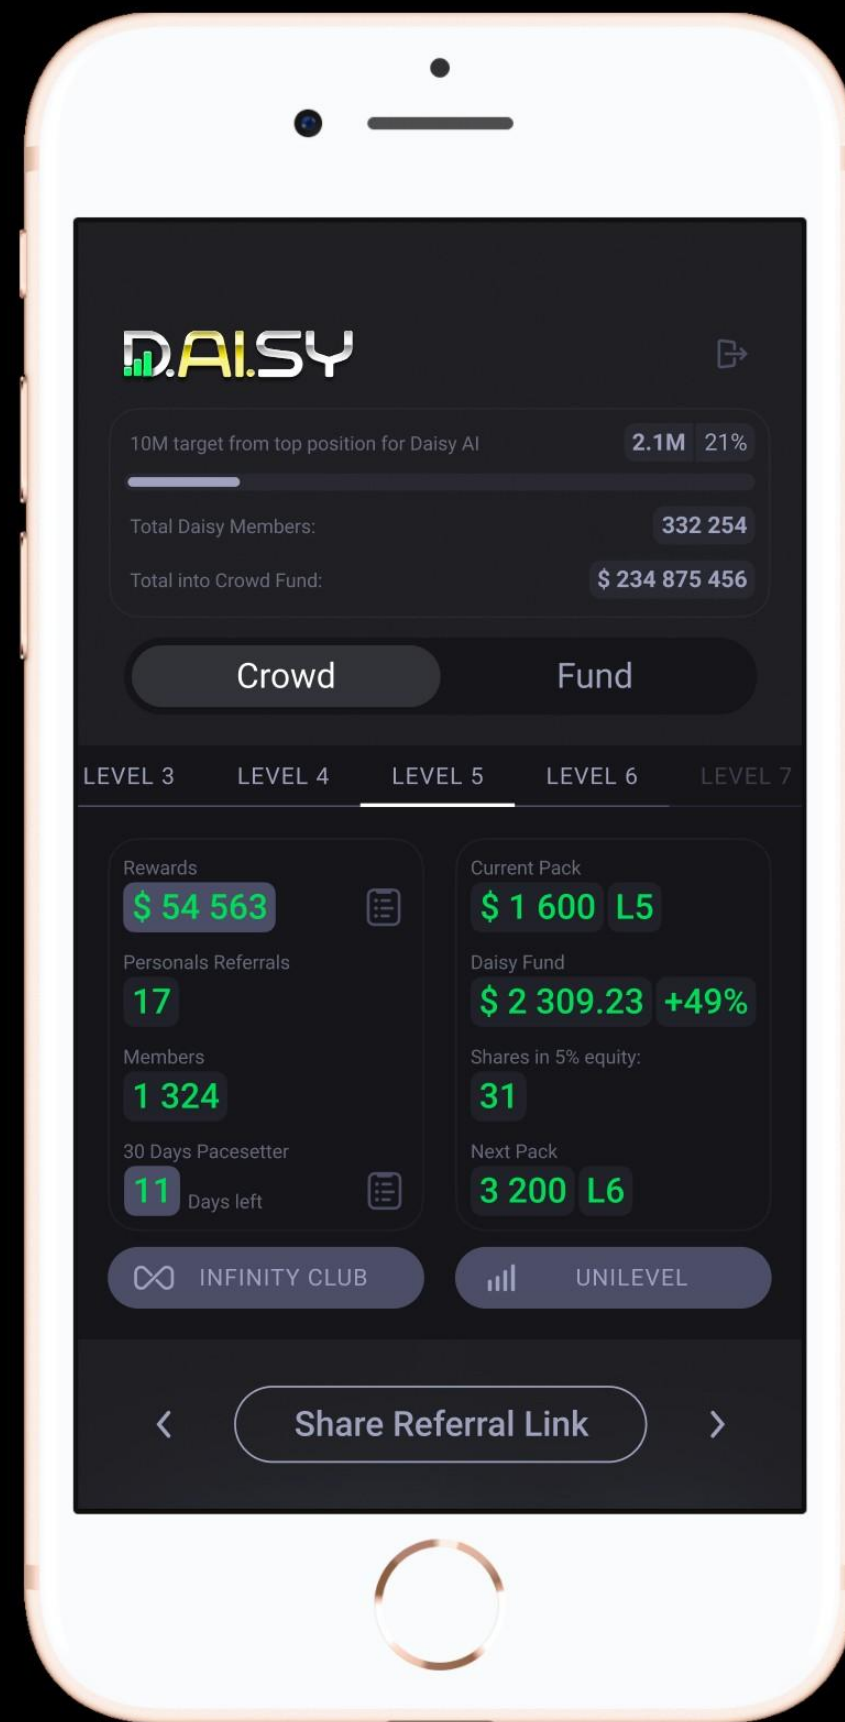 D.AI.SY
10M target from top position for Daisy AI 2.1M 21%
Total Daisy Members: 332 254
Total into Crowd Fund: $ 234 875 456
Crowd Fund
LEVEL 3 LEVEL 4 LEVEL 5 LEVEL 6 LEVEL 7
Rewards
$ 54 563
Personals Referrals
17
Members
1 324
30 Days Pacesetter
11 Days left
Current Pack
$ 1 600 L5
Daisy Fund
$ 2 309.23 +49%
Shares in 5% equity:
31
Next Pack
3 200 L6
INFINITY CLUB
UNILEVEL
Share Referral Link